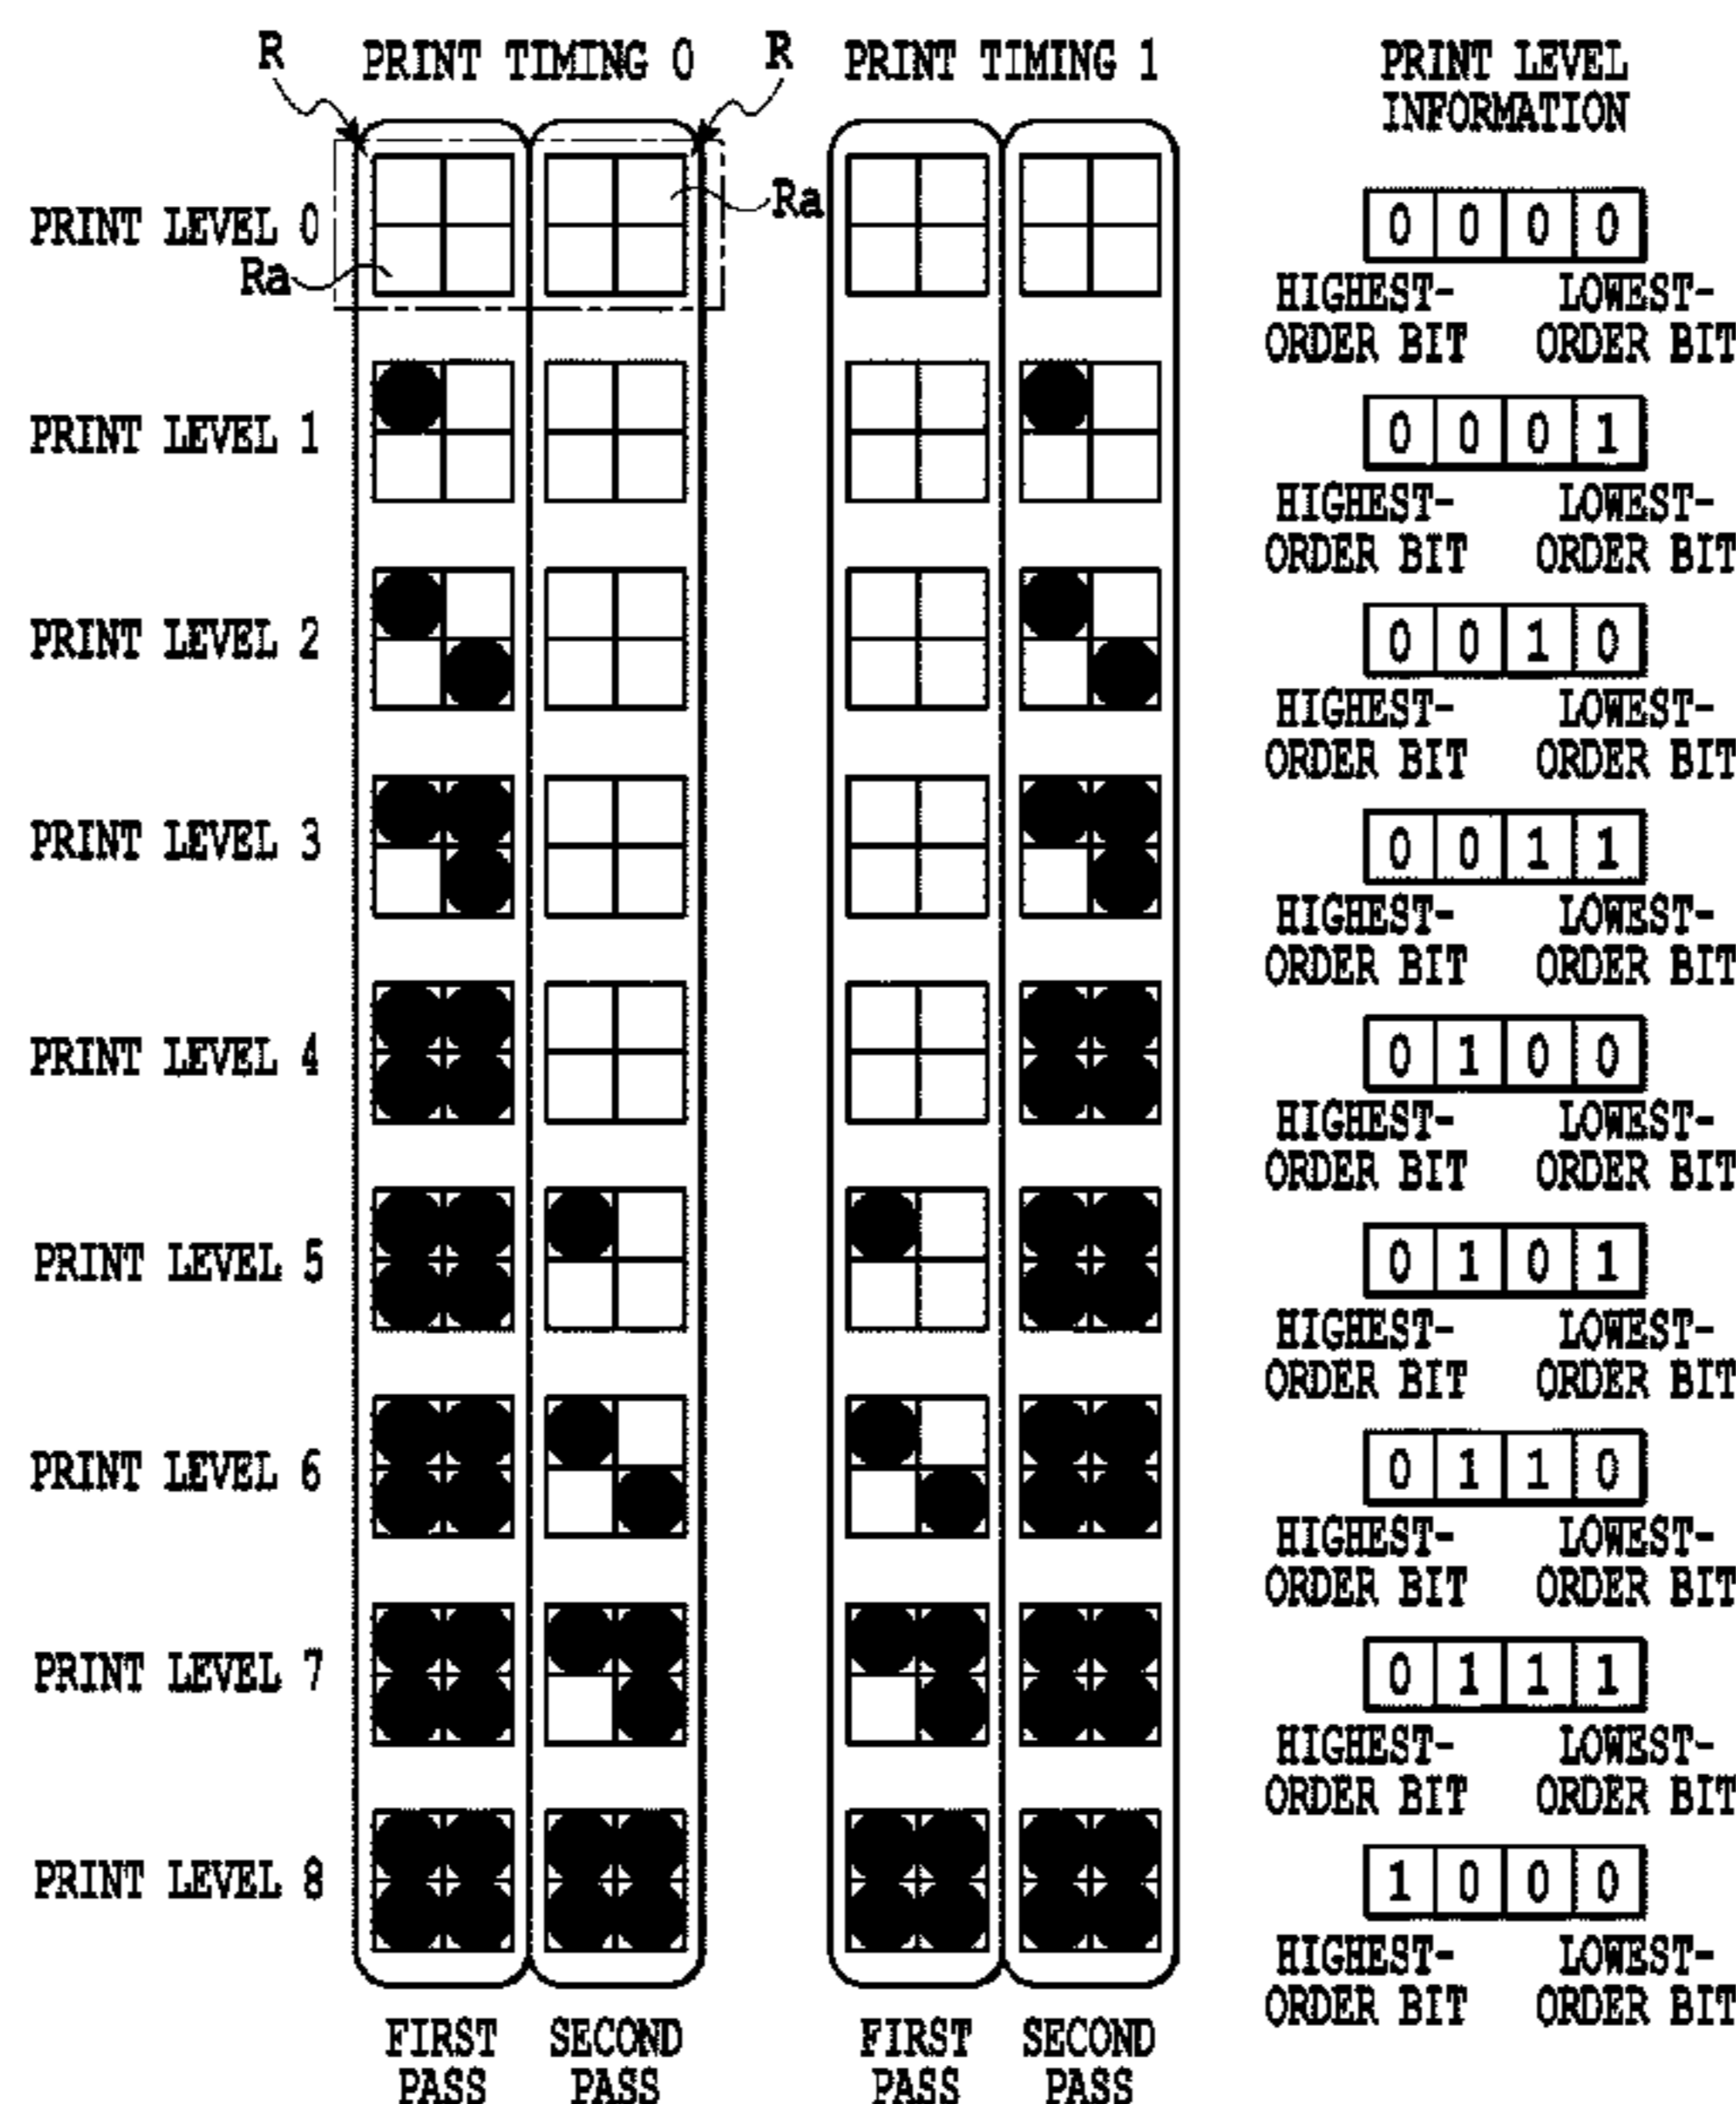 R PRINT TIMING 0 R PRINT TIMING 1 PRINT LEVEL
INFORMATION
PRINT LEVEL 0 Ra Ra 0 0 0 0
HIGHEST- LOWEST-
ORDER BIT ORDER BIT
PRINT LEVEL 1 0 0 0 1
HIGHEST- LOWEST-
ORDER BIT ORDER BIT
PRINT LEVEL 2 0 0 1 0
HIGHEST- LOWEST-
ORDER BIT ORDER BIT
PRINT LEVEL 3 0 0 1 1
HIGHEST- LOWEST-
ORDER BIT ORDER BIT
PRINT LEVEL 4 0 1 0 0
HIGHEST- LOWEST-
ORDER BIT ORDER BIT
PRINT LEVEL 5 0 1 0 1
HIGHEST- LOWEST-
ORDER BIT ORDER BIT
PRINT LEVEL 6 0 1 1 0
HIGHEST- LOWEST-
ORDER BIT ORDER BIT
PRINT LEVEL 7 0 1 1 1
HIGHEST- LOWEST-
ORDER BIT ORDER BIT
PRINT LEVEL 8 1 0 0 0
HIGHEST- LOWEST-
ORDER BIT ORDER BIT
FIRST SECOND FIRST SECOND
PASS PASS PASS PASS